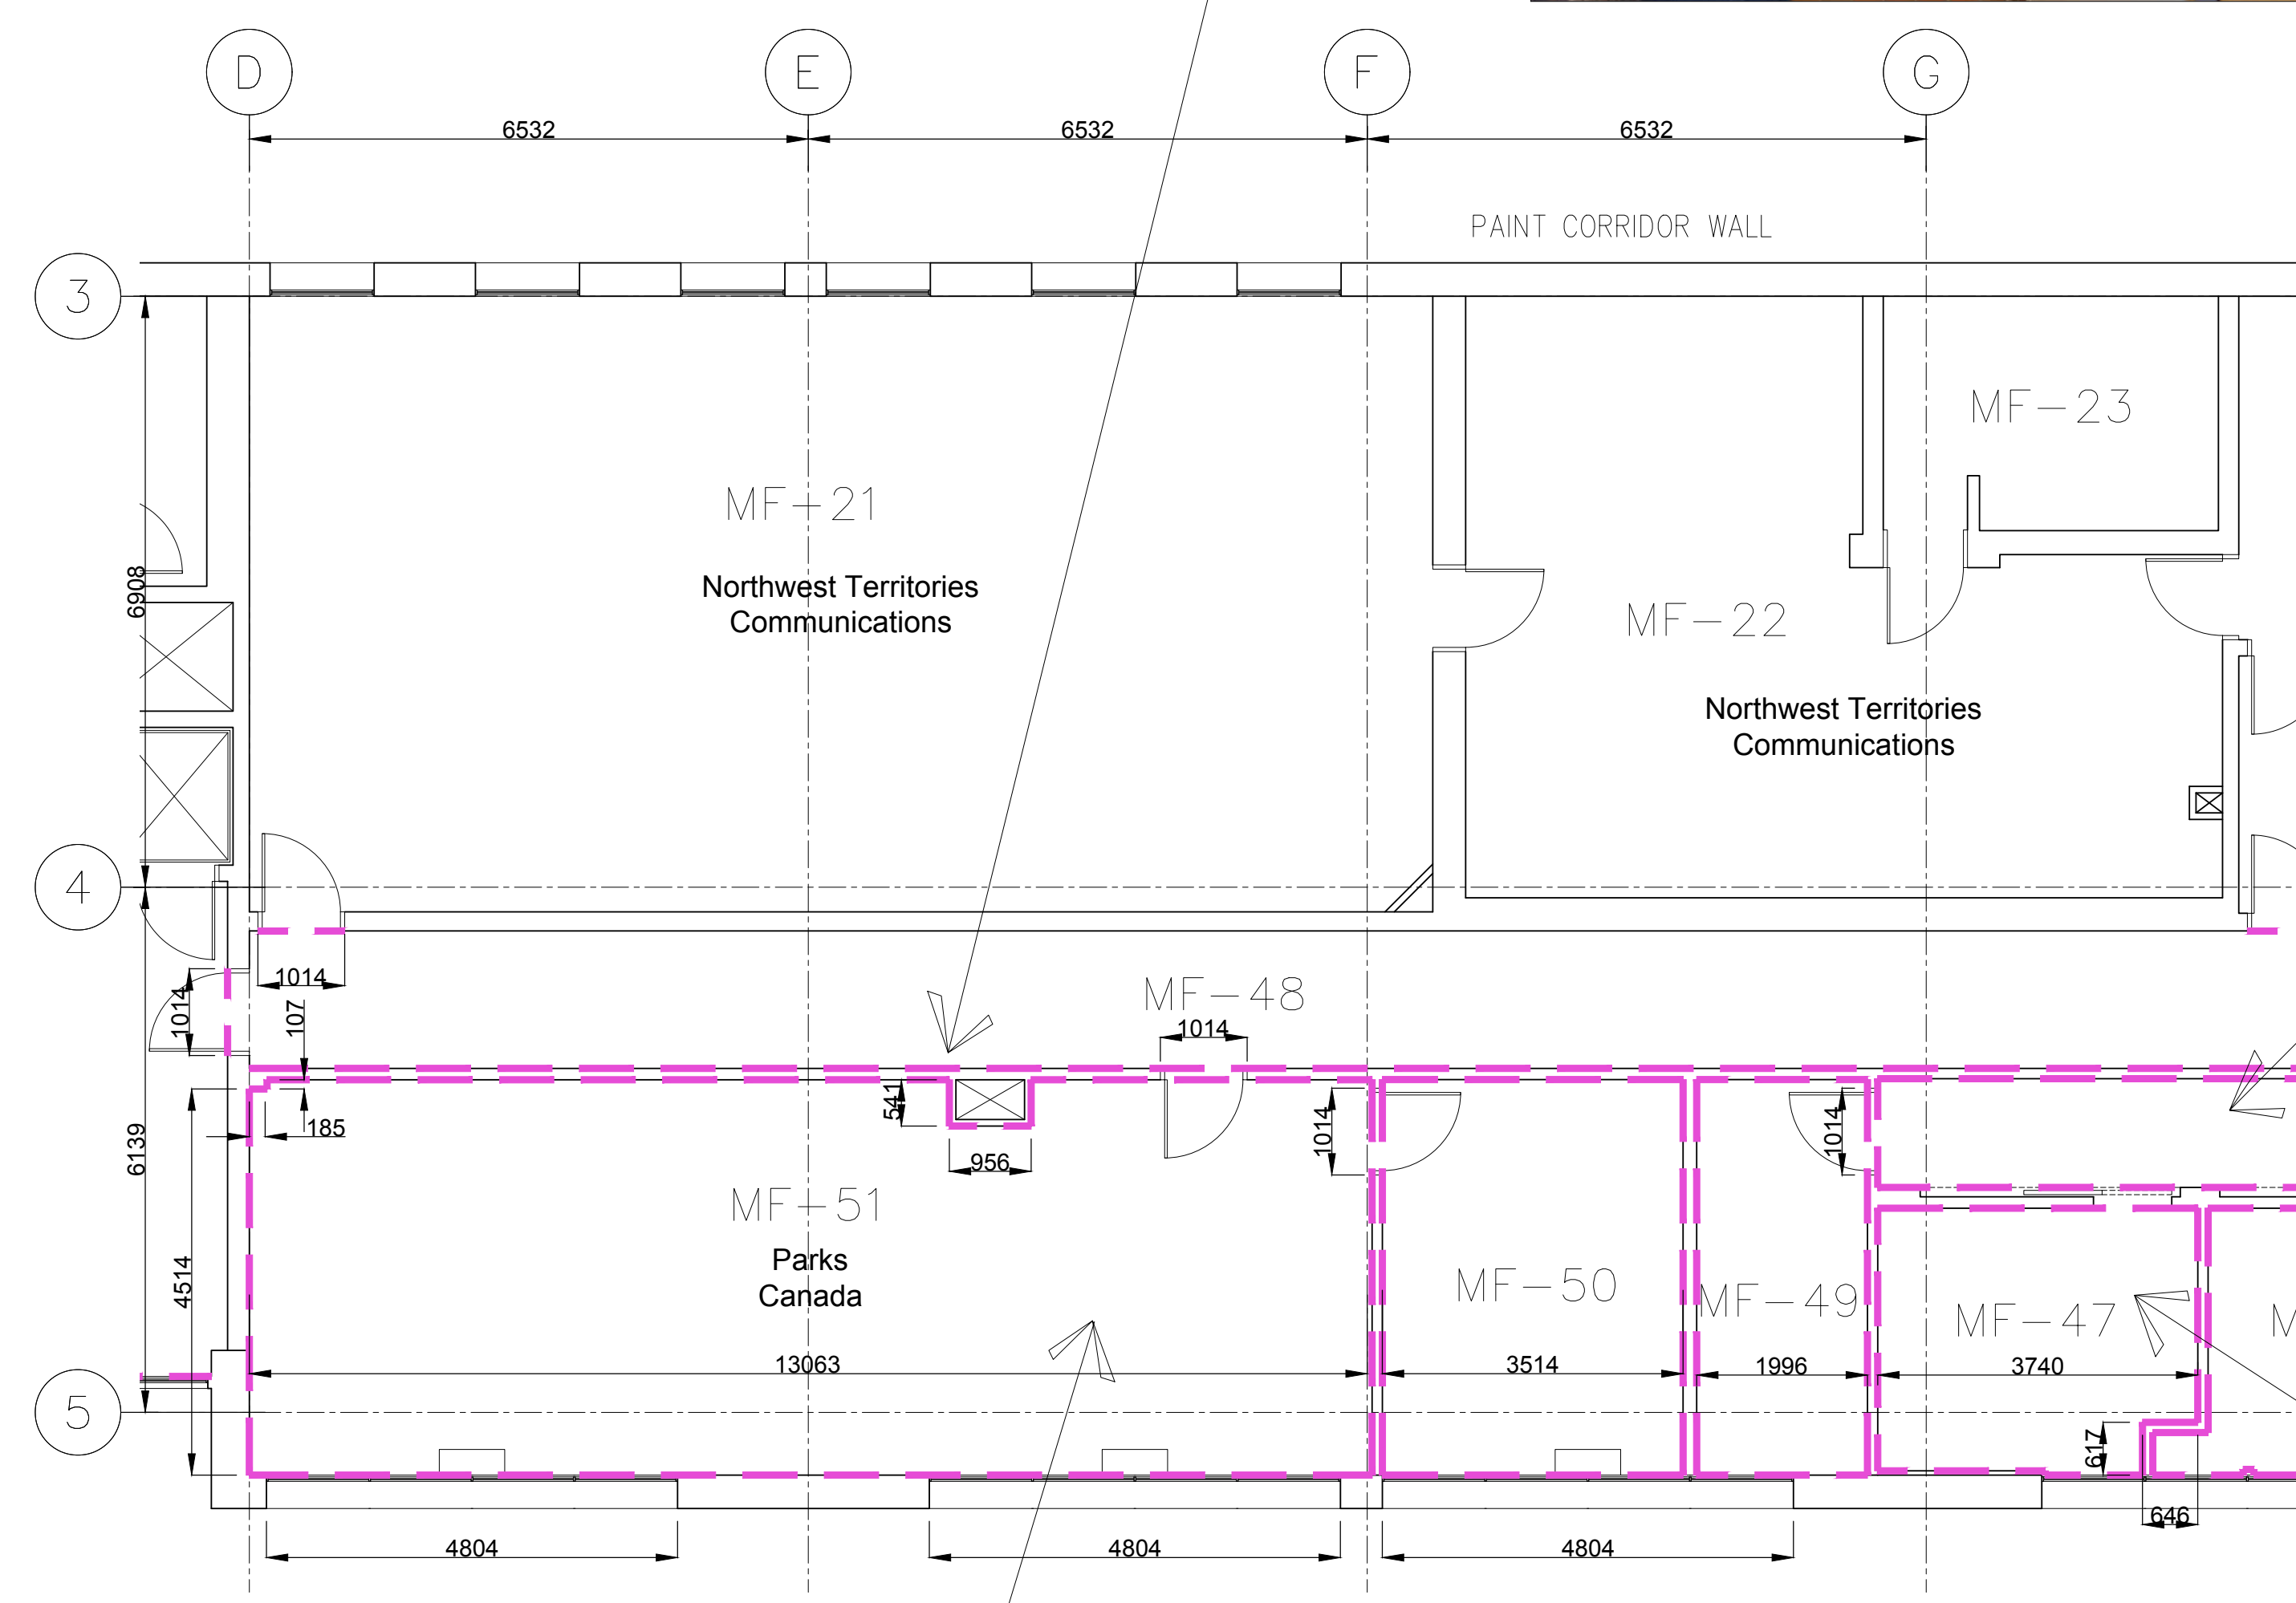 D
E
F
G
6532
6532
6532
PAINT CORRIDOR WALL
3
MF-23
MF-21
6908
Northwest Territories
Communications
MF-22
Northwest Territories
Communications
4
1014
MF-48
1014
107
1014
541
1014
1014
185
6139
956
MF-51
Parks
Canada
4514
MF-50
MF-49
MF-47
13063
3514
1996
3740
5
617
646
4804
4804
4804